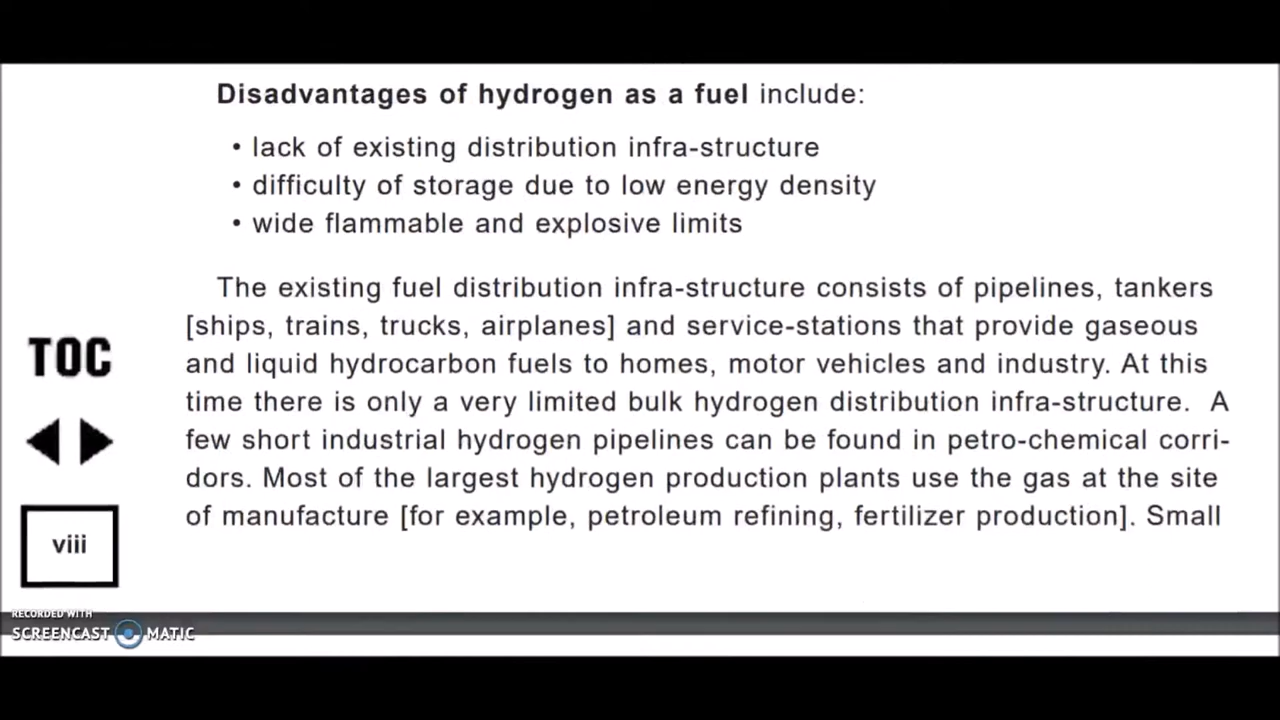 Disadvantages of hydrogen as a fuel include:
• lack of existing distribution infra-structure
• difficulty of storage due to low energy density
• wide flammable and explosive limits
The existing fuel distribution infra-structure consists of pipelines, tankers
[ships, trains, trucks, airplanes] and service-stations that provide gaseous
and liquid hydrocarbon fuels to homes, motor vehicles and industry. At this
time there is only a very limited bulk hydrogen distribution infra-structure. A
few short industrial hydrogen pipelines can be found in petro-chemical corri-
dors. Most of the largest hydrogen production plants use the gas at the site
of manufacture [for example, petroleum refining, fertilizer production]. Small
TOC
viii
RECORDED WITH
SCREENCAST MATIC